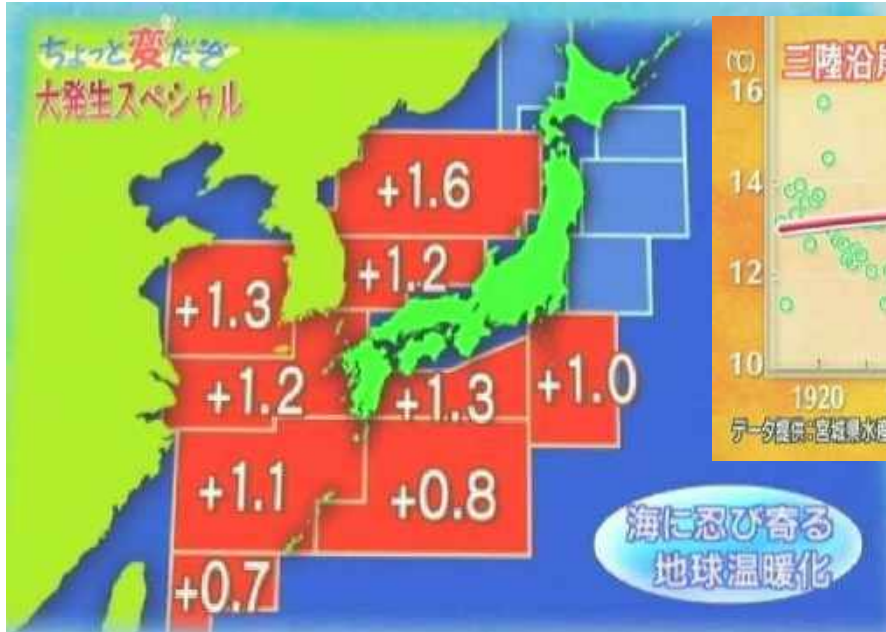 ちょっと変だぞ
大発生スペシャル
+1.6
+1.2
+1.3
+1.2
+1.3
+1.0
+1.1
+0.8
+0.7
海に忍び寄る
地球温暖化
(℃)
三陸沿岸
16
14
12
10
1920
データ提供:宮城県水産